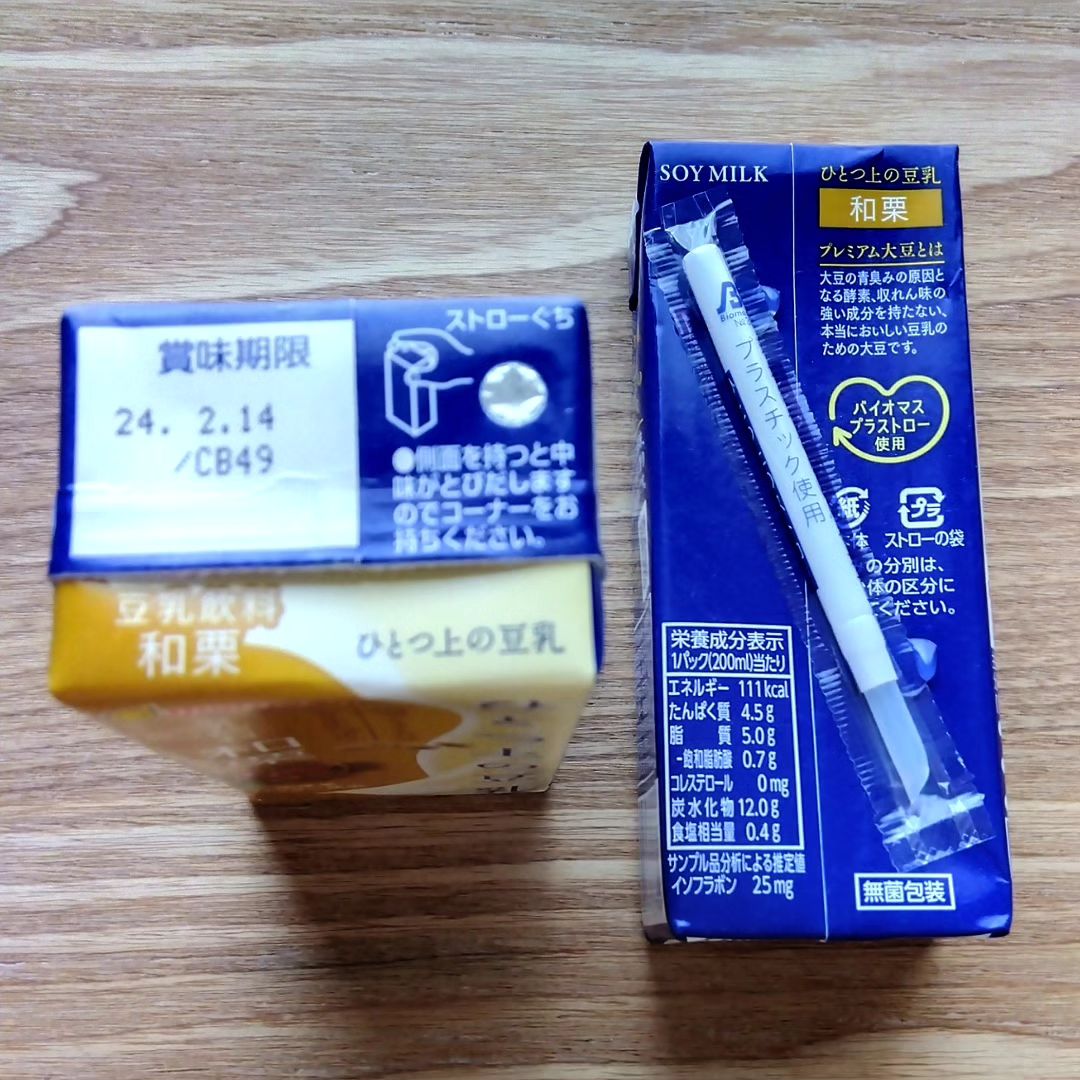 賞味期限
24. 2.14
/CB49
ストローぐち
●側面を持つと中
味がとびだします
のでコーナーをお
持ちください。
豆乳飲料
和栗
ひとつ上の豆乳
SOY MILK
ひとつ上の豆乳
和栗
プレミアム大豆とは
大豆の青臭みの原因と
なる酵素、収れん味の
強い成分を持たない、
本当においしい豆乳の
ための大豆です。
プラスチック使用
バイオマス
プラストロー
使用
紙
プラ
体
ストローの袋
の分別は、
体の区分に
ください。
栄養成分表示
1パック(200ml)当たり
エネルギー 111kcal
たんぱく質 4.5g
脂質 5.0g
-飽和脂肪酸 0.7g
コレステロール 0mg
炭水化物 12.0g
食塩相当量 0.4g
サンプル品分析による推定値
イソフラボン 25mg
無菌包装